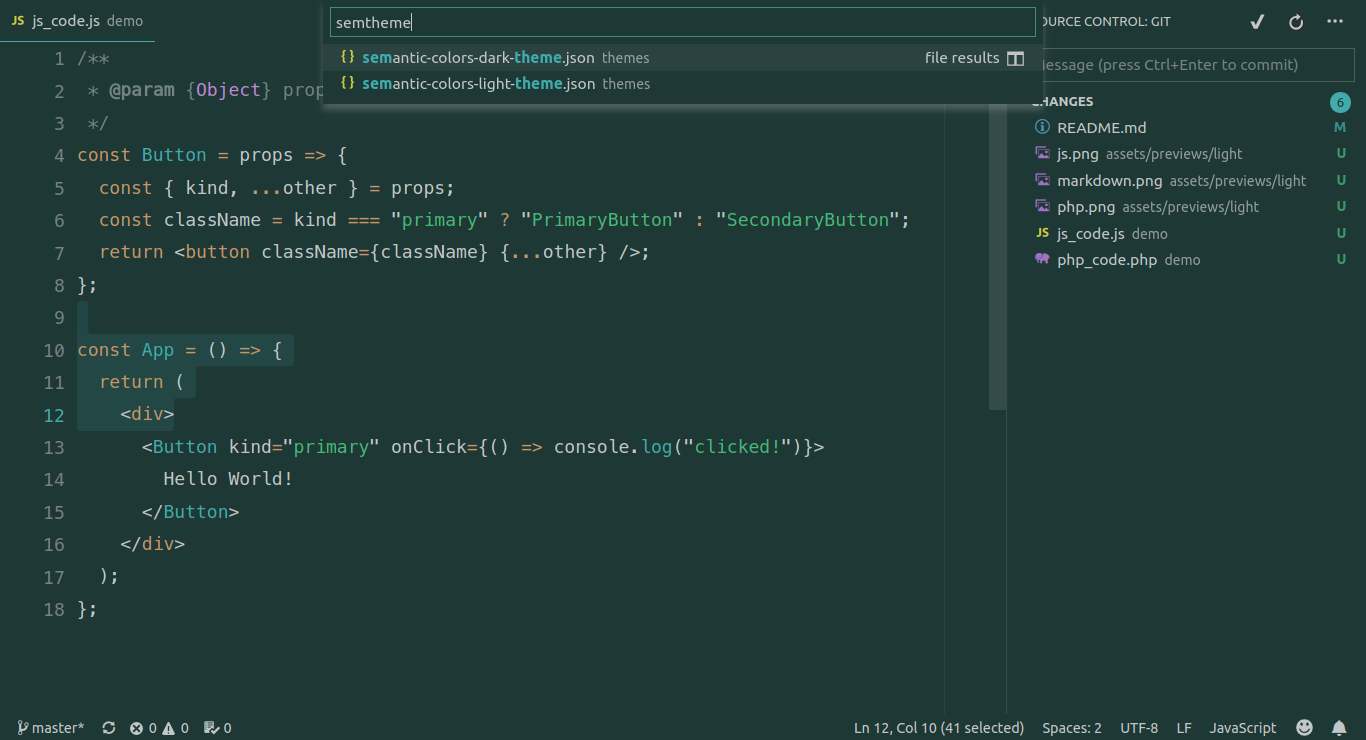 JS js_code.js demo
semtheme
{} semantic-colors-dark-theme.json themes file results
{} semantic-colors-light-theme.json themes
1 /**
2  * @param {Object} prop
3  */
4 const Button = props => {
5   const { kind, ...other } = props;
6   const className = kind === "primary" ? "PrimaryButton" : "SecondaryButton";
7   return <button className={className} {...other} />;
8 };
9
10 const App = () => {
11   return (
12     <div>
13       <Button kind="primary" onClick={() => console.log("clicked!")}>
14         Hello World!
15       </Button>
16     </div>
17   );
18 };
OURCE CONTROL: GIT
essage (press Ctrl+Enter to commit)
CHANGES 6
README.md M
js.png assets/previews/light U
markdown.png assets/previews/light U
php.png assets/previews/light U
JS js_code.js demo U
php_code.php demo U
master* 0 0 0 Ln 12, Col 10 (41 selected) Spaces: 2 UTF-8 LF JavaScript